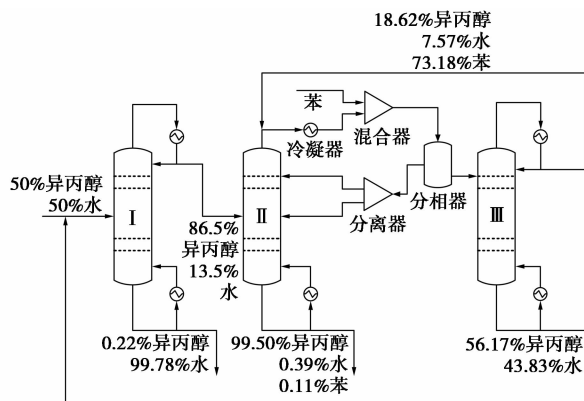 18.62%异丙醇
7.57%水
73.18%苯
苯
冷凝器
混合器
50%异丙醇
50%水
Ⅰ
86.5%
异丙醇
13.5%
水
Ⅱ
分离器
分相器
Ⅲ
0.22%异丙醇
99.78%水
99.50%异丙醇
0.39%水
0.11%苯
56.17%异丙醇
43.83%水